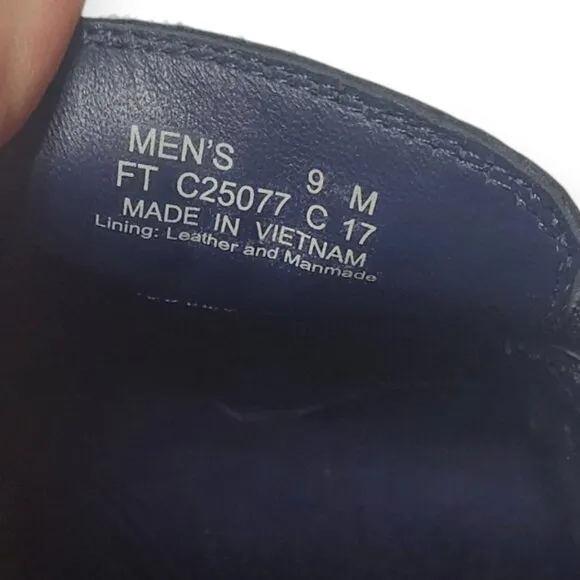 MEN'S 9 M
FT C25077 C 17
MADE IN VIETNAM
Lining: Leather and Manmade